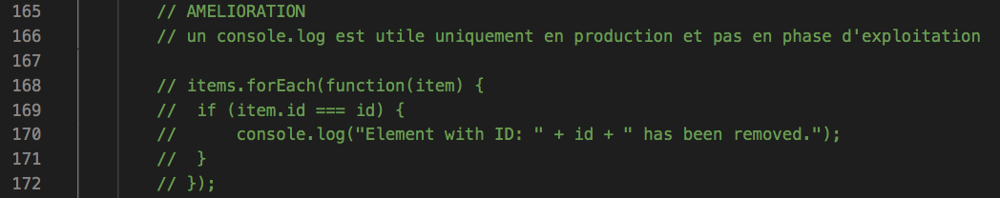 165 // AMELIORATION
166 // un console.log est utile uniquement en production et pas en phase d'exploitation
167
168 // items.forEach(function(item) {
169 //  if (item.id === id) {
170 //      console.log("Element with ID: " + id + " has been removed.");
171 //  }
172 // });